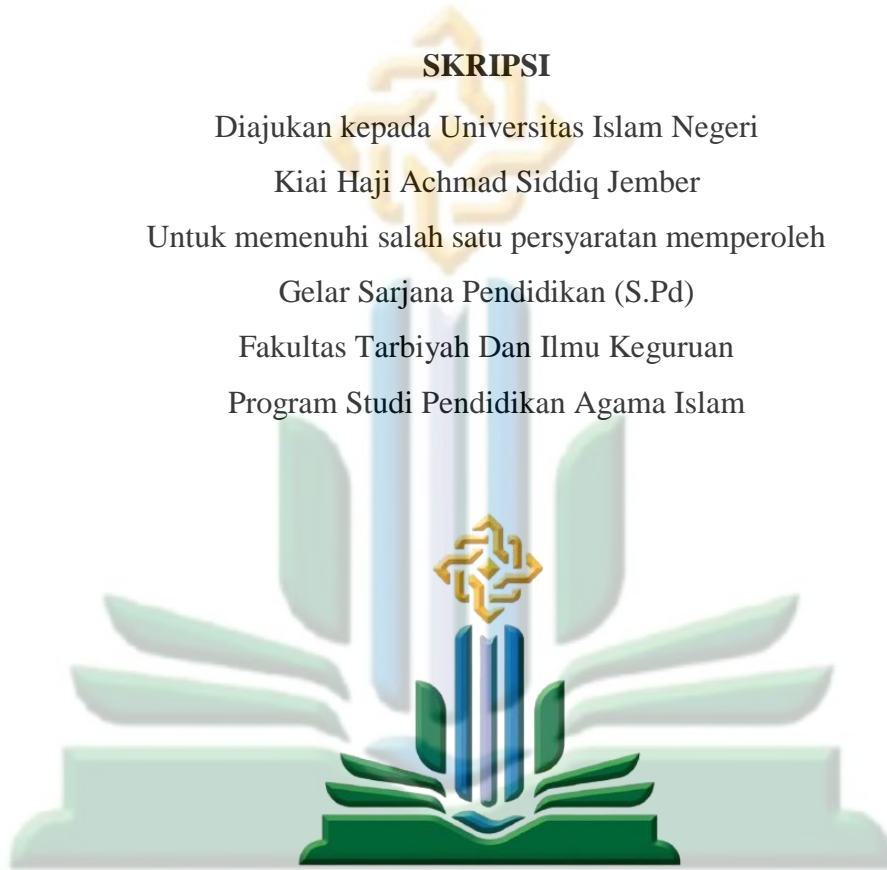 SKRIPSI
Diajukan kepada Universitas Islam Negeri
Kiai Haji Achmad Siddiq Jember
Untuk memenuhi salah satu persyaratan memperoleh
Gelar Sarjana Pendidikan (S.Pd)
Fakultas Tarbiyah Dan Ilmu Keguruan
Program Studi Pendidikan Agama Islam